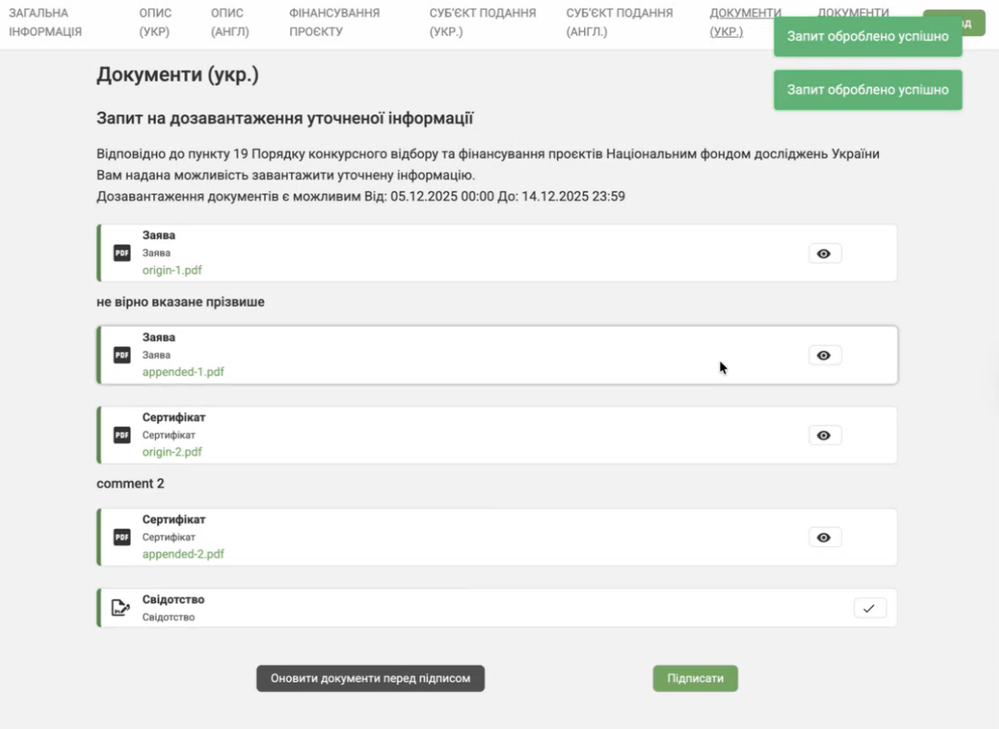 ЗАГАЛЬНА ІНФОРМАЦІЯ
ОПИС (УКР)
ОПИС (АНГЛ)
ФІНАНСУВАННЯ ПРОЄКТУ
СУБ'ЄКТ ПОДАННЯ (УКР.)
СУБ'ЄКТ ПОДАННЯ (АНГЛ.)
ДОКУМЕНТИ (УКР.)
ДОКУМЕНТИ
Запит оброблено успішно
Запит оброблено успішно
Документи (укр.)
Запит на дозавантаження уточненої інформації
Відповідно до пункту 19 Порядку конкурсного відбору та фінансування проєктів Національним фондом досліджень України
Вам надана можливість завантажити уточнену інформацію.
Дозавантаження документів є можливим Від: 05.12.2025 00:00 До: 14.12.2025 23:59
PDF
Заява
Заява
origin-1.pdf
не вірно вказане прізвише
PDF
Заява
Заява
appended-1.pdf
PDF
Сертифікат
Сертифікат
origin-2.pdf
comment 2
PDF
Сертифікат
Сертифікат
appended-2.pdf
Свідотство
Свідотство
Оновити документи перед підписом
Підписати